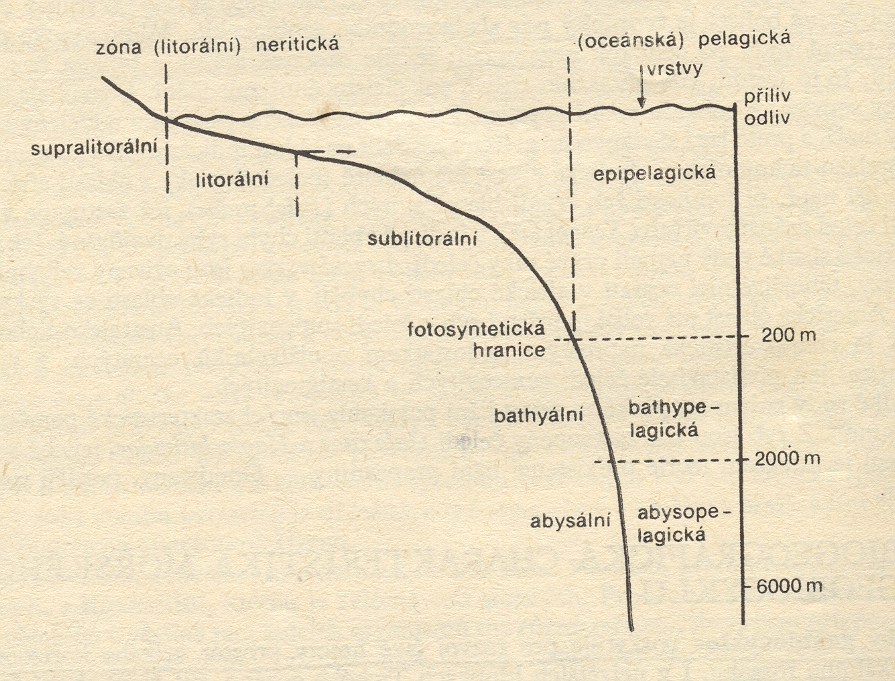 zóna (litorální) neritická
(oceánská) pelagická
vrstvy
příliv
odliv
supralitorální
litorální
epipelagická
sublitorální
fotosyntetická
hranice
200 m
bathyální
bathype-
lagická
2000 m
abysální
abysope-
lagická
6000 m